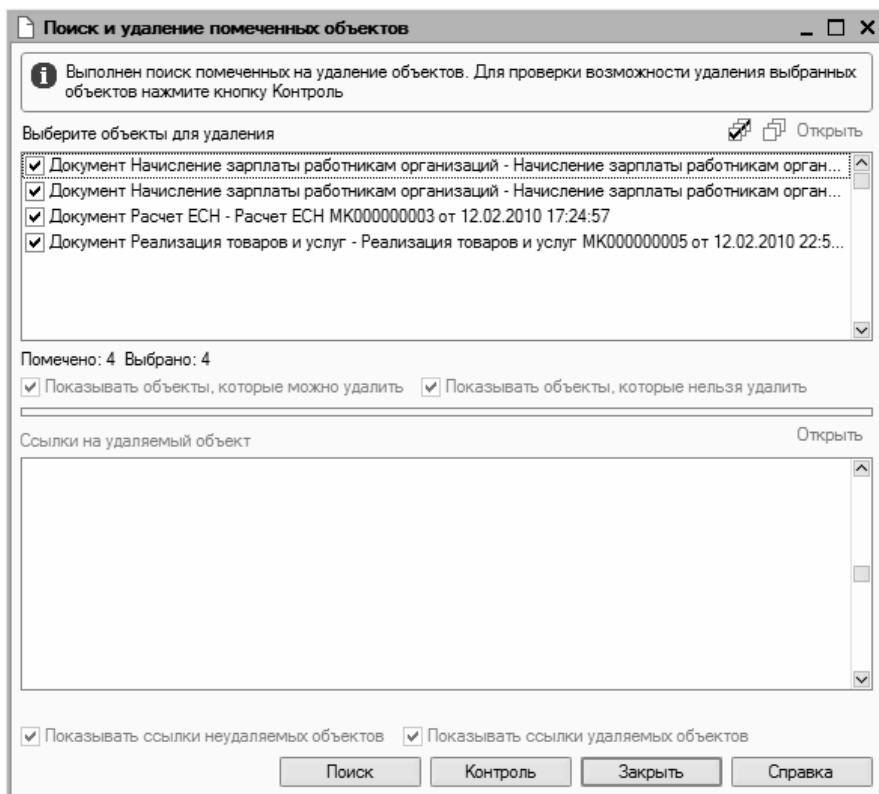 Поиск и удаление помеченных объектов
Выполнен поиск помеченных на удаление объектов. Для проверки возможности удаления выбранных
объектов нажмите кнопку Контроль
Выберите объекты для удаления Открыть
Документ Начисление зарплаты работникам организаций - Начисление зарплаты работникам орган...
Документ Начисление зарплаты работникам организаций - Начисление зарплаты работникам орган...
Документ Расчет ЕСН - Расчет ЕСН МК000000003 от 12.02.2010 17:24:57
Документ Реализация товаров и услуг - Реализация товаров и услуг МК000000005 от 12.02.2010 22:5...
Помечено: 4 Выбрано: 4
Показывать объекты, которые можно удалить Показывать объекты, которые нельзя удалить
Ссылки на удаляемый объект Открыть
Показывать ссылки неудаляемых объектов Показывать ссылки удаляемых объектов
Поиск Контроль Закрыть Справка